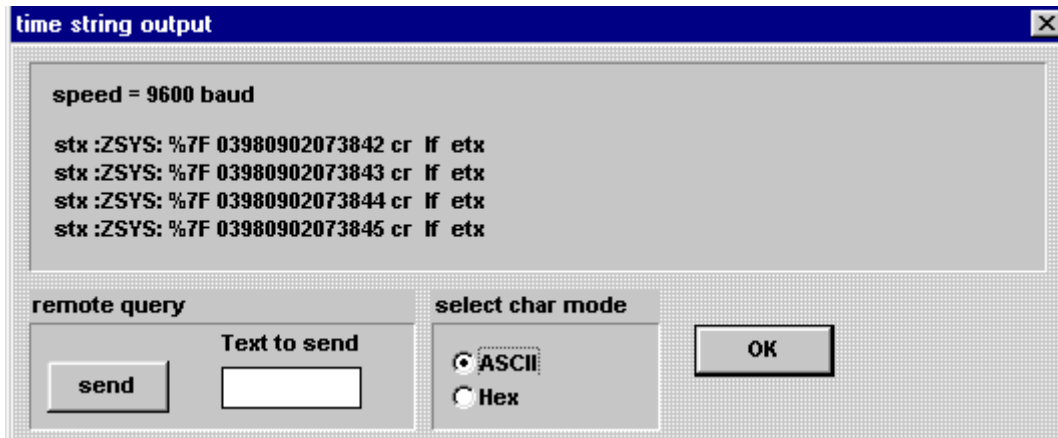 time string output
speed = 9600 baud
stx :ZSYS: %7F 03980902073842 cr lf etx
stx :ZSYS: %7F 03980902073843 cr lf etx
stx :ZSYS: %7F 03980902073844 cr lf etx
stx :ZSYS: %7F 03980902073845 cr lf etx
remote query
Text to send
send
select char mode
ASCII
Hex
OK